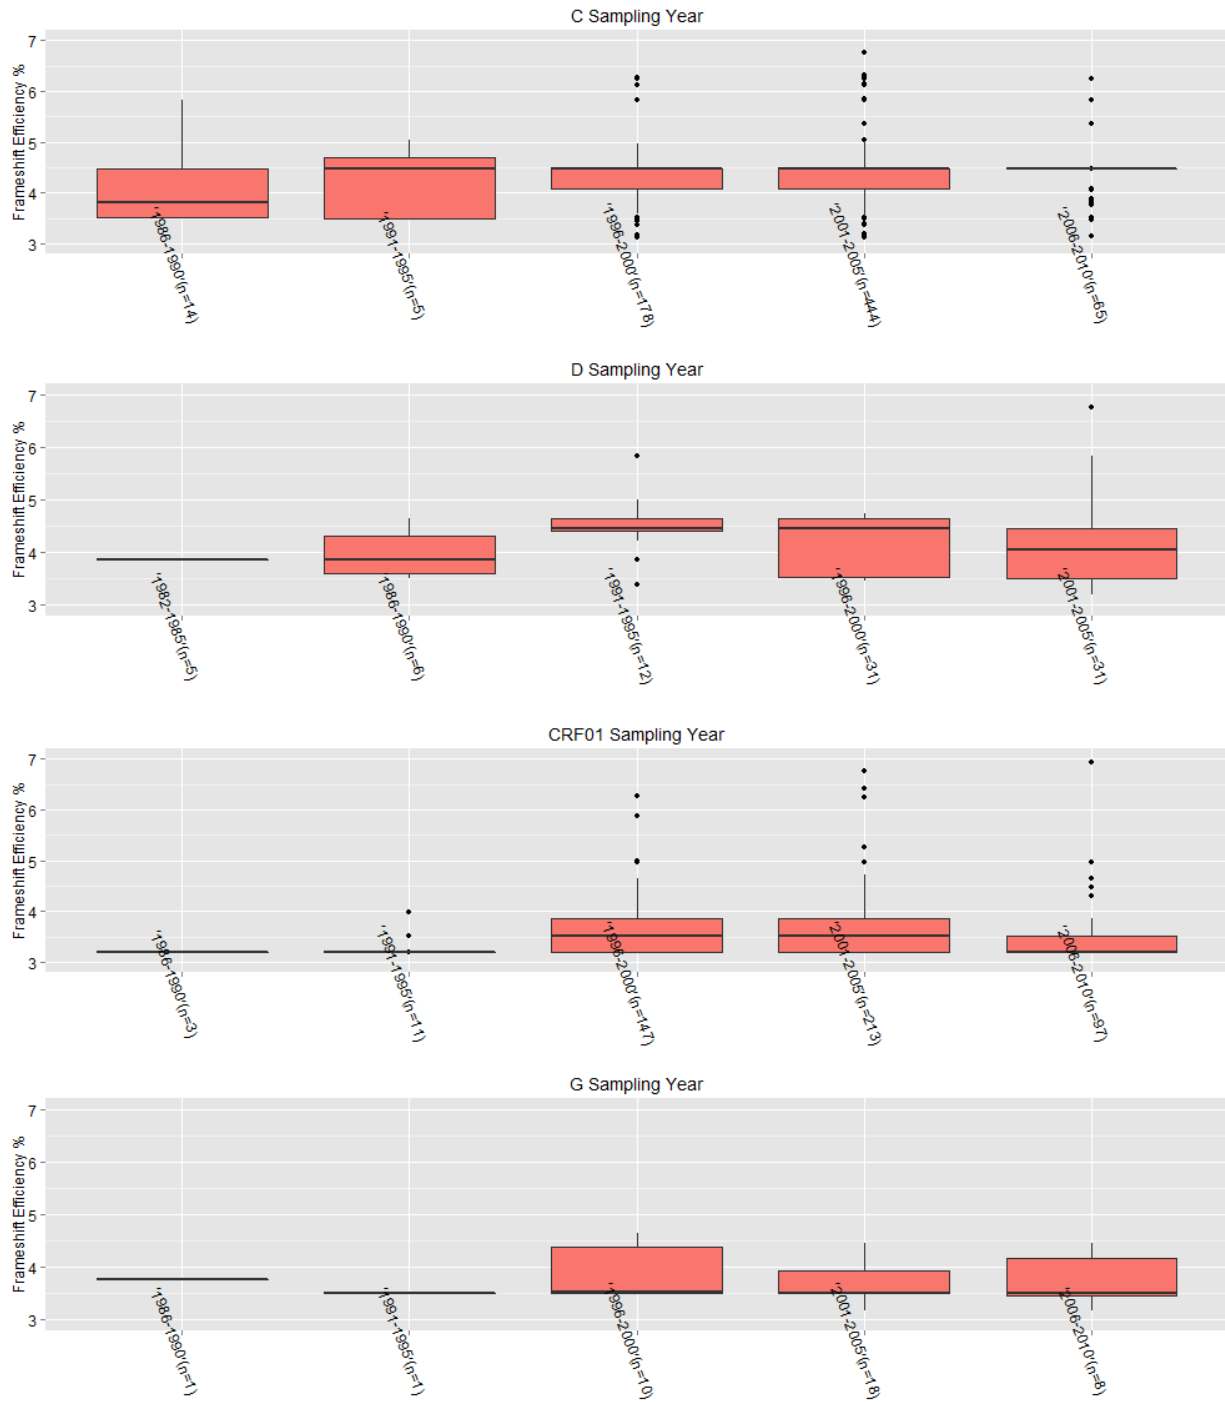 C Sampling Year
Frameshift Efficiency %
7
6
5
4
3
'1986-1990'(n=14)
'1991-1995'(n=5)
'1996-2000'(n=178)
'2001-2005'(n=444)
'2006-2010'(n=65)
D Sampling Year
Frameshift Efficiency %
7
6
5
4
3
'1982-1985'(n=5)
'1986-1990'(n=6)
'1991-1995'(n=12)
'1996-2000'(n=31)
'2001-2005'(n=31)
CRF01 Sampling Year
Frameshift Efficiency %
7
6
5
4
3
'1986-1990'(n=3)
'1991-1995'(n=11)
'1996-2000'(n=147)
'2001-2005'(n=213)
'2006-2010'(n=97)
G Sampling Year
Frameshift Efficiency %
7
6
5
4
3
'1986-1990'(n=1)
'1991-1995'(n=1)
'1996-2000'(n=10)
'2001-2005'(n=18)
'2006-2010'(n=8)